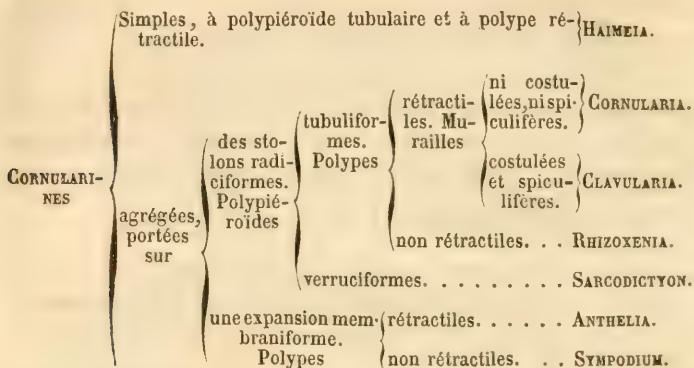 Simples, à polypiéroïde tubulaire et à polype ré- HAIMEIA.
tractile.
CORNULARI-
NES
agrégées,
portées
sur
des sto-
lons radi-
ciformes.
Polypié-
roïdes
tubulifor-
mes.
Polypes
rétracti-
les. Mu-
railles
ni costu-
lées, ni spi-
culifères.
CORNULARIA.
costulées
et spicu-
lifères.
CLAVULARIA.
non rétractiles. . . RHIZOXENIA.
verruciformes. . . . . . . . . SARCODICTYON.
une expansion mem-
braniforme.
Polypes
rétractiles. . . . . . ANTHELIA.
non rétractiles. . . SYMPODIUM.